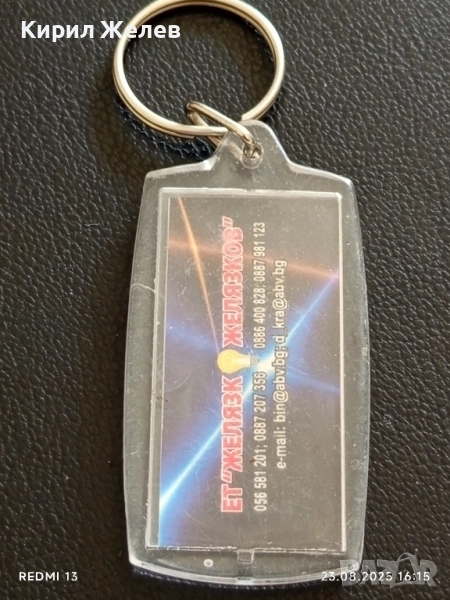 Кирил Желев
ЕТ "ЖЕЛЯЗКО ЖЕЛЯЗКОВ"
056 581 201; 0887 207 356 0886 400 828; 0887 981 123
e-mail: bin@abv.bg; d_kra@abv.bg
REDMI 13
23.08.2025 16:15